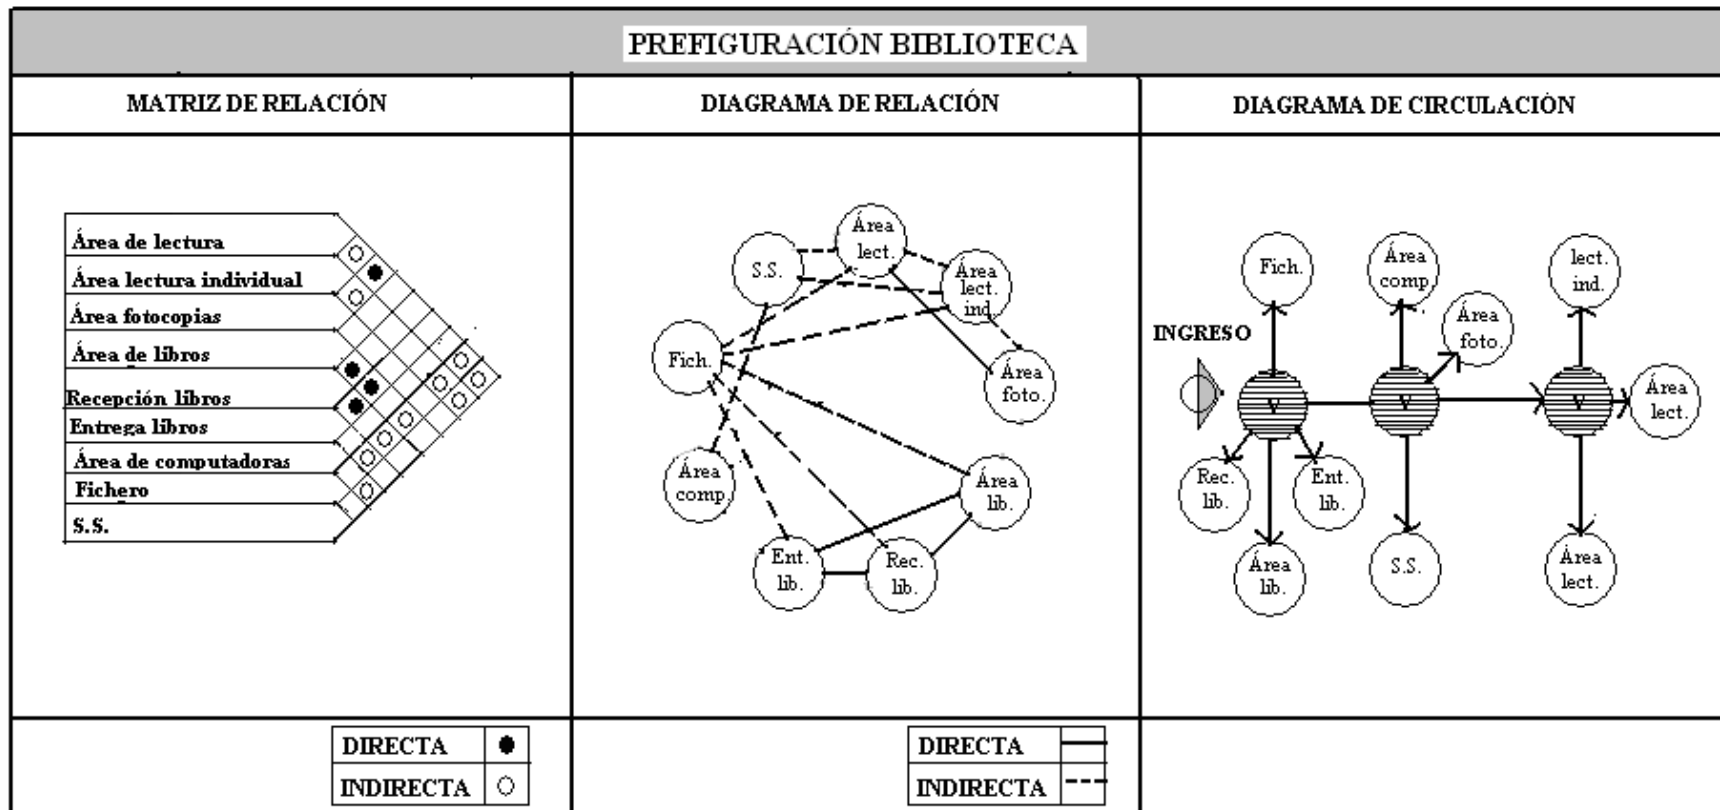 PREFIGURACIÓN BIBLIOTECA
MATRIZ DE RELACIÓN
DIAGRAMA DE RELACIÓN
DIAGRAMA DE CIRCULACIÓN
Área de lectura
Área lectura individual
Área fotocopias
Área de libros
Recepción libros
Entrega libros
Área de computadoras
Fichero
S.S.
DIRECTA
INDIRECTA
Área
lect.
S.S.
Área
lect.
ind.
Fich.
Área
foto.
Área
comp.
Área
lib.
Ent.
lib.
Rec.
lib.
DIRECTA
INDIRECTA
Fich.
Área
comp.
lect.
ind.
Área
foto.
INGRESO
V
V
V
Área
lect.
Rec.
lib.
Ent.
lib.
Área
lib.
S.S.
Área
lect.